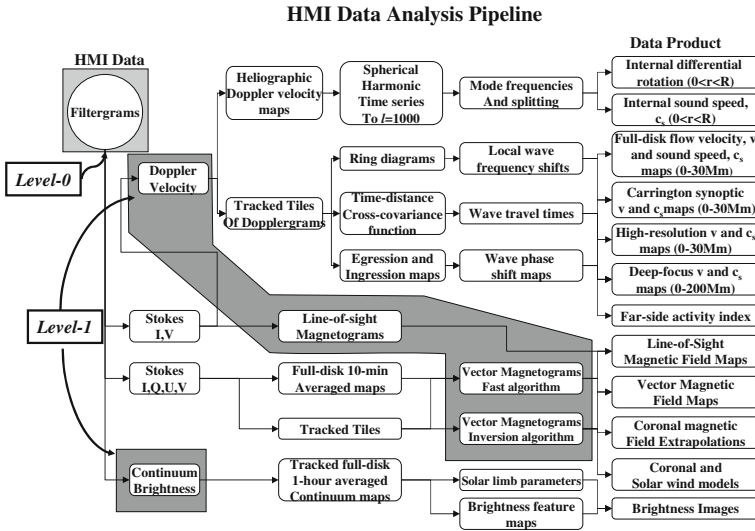 HMI Data Analysis Pipeline
HMI Data
Data Product
Filtergrams
Level-0
Level-1
Doppler
Velocity
Heliographic
Doppler velocity
maps
Spherical
Harmonic
Time series
To l=1000
Mode frequencies
And splitting
Internal differential
rotation (0<r<R)
Internal sound speed,
cs (0<r<R)
Tracked Tiles
Of Dopplergrams
Ring diagrams
Local wave
frequency shifts
Full-disk flow velocity, v
and sound speed, cs
maps (0-30Mm)
Time-distance
Cross-covariance
function
Wave travel times
Carrington synoptic
v and cs maps (0-30Mm)
High-resolution v and cs
maps (0-30Mm)
Egression and
Ingression maps
Wave phase
shift maps
Deep-focus v and cs
maps (0-200Mm)
Far-side activity index
Stokes
I,V
Line-of-sight
Magnetograms
Line-of-Sight
Magnetic Field Maps
Stokes
I,Q,U,V
Full-disk 10-min
Averaged maps
Vector Magnetograms
Fast algorithm
Vector Magnetic
Field Maps
Tracked Tiles
Vector Magnetograms
Inversion algorithm
Coronal magnetic
Field Extrapolations
Coronal and
Solar wind models
Continuum
Brightness
Tracked full-disk
1-hour averaged
Continuum maps
Solar limb parameters
Brightness feature
maps
Brightness Images